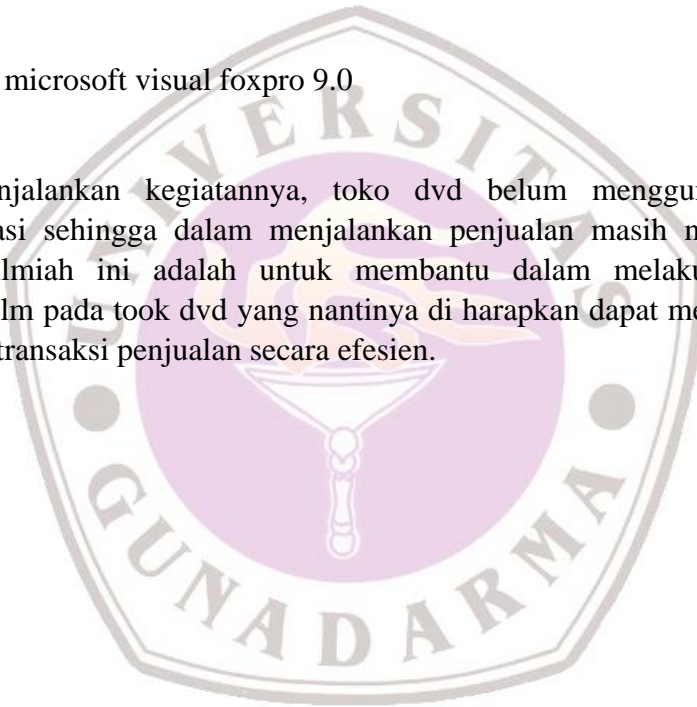 microsoft visual foxpro 9.0
njalankan kegiatannya, toko dvd belum menggun
asi sehingga dalam menjalankan penjualan masih m
lmiah ini adalah untuk membantu dalam melaku
lm pada took dvd yang nantinya di harapkan dapat me
transaksi penjualan secara efesien.
UNIVERSITAS
GUNADARMA